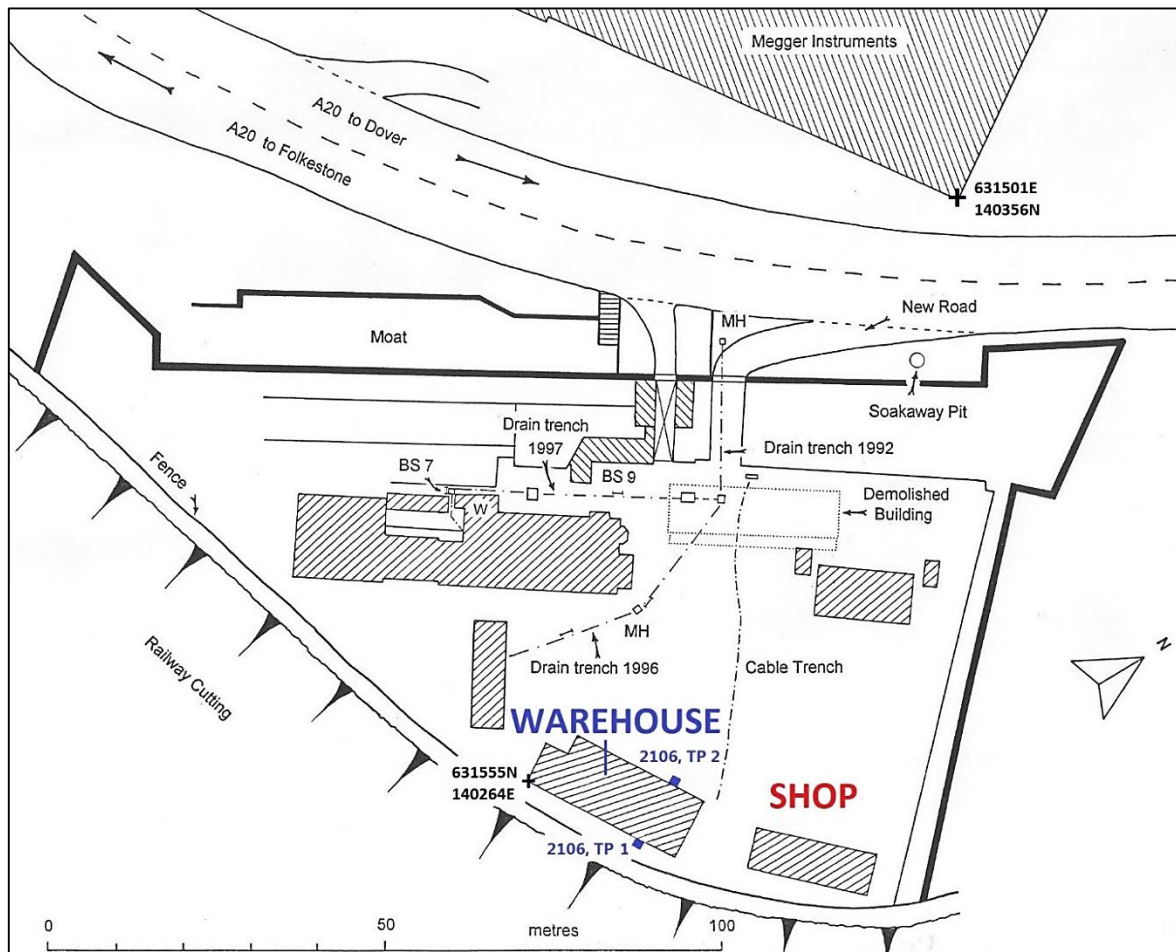 Megger Instruments
A20 to Dover
A20 to Folkestone
631501E
140356N
New Road
MH
Moat
Soakaway Pit
Drain trench
1997
Drain trench 1992
BS 7
BS 9
Fence
W
Demolished
Building
MH
Drain trench 1996
Cable Trench
N
Railway Cutting
WAREHOUSE
2106, TP 2
631555N
140264E
SHOP
2106, TP 1
0
50
metres
100